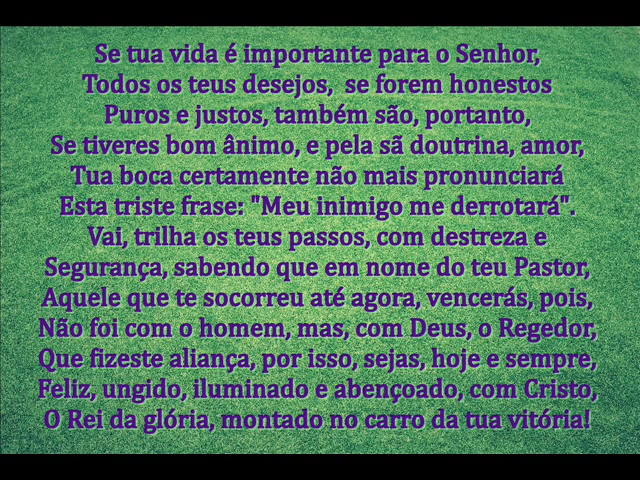 Se tua vida é importante para o Senhor,
Todos os teus desejos, se forem honestos
Puros e justos, também são, portanto,
Se tiveres bom ânimo, e pela sã doutrina, amor,
Tua boca certamente não mais pronunciará
Esta triste frase: "Meu inimigo me derrotará".
Vai, trilha os teus passos, com destreza e
Segurança, sabendo que em nome do teu Pastor,
Aquele que te socorreu até agora, vencerás, pois,
Não foi com o homem, mas, com Deus, o Regedor,
Que fizeste aliança, por isso, sejas, hoje e sempre,
Feliz, ungido, iluminado e abençoado, com Cristo,
O Rei da glória, montado no carro da tua vitória!